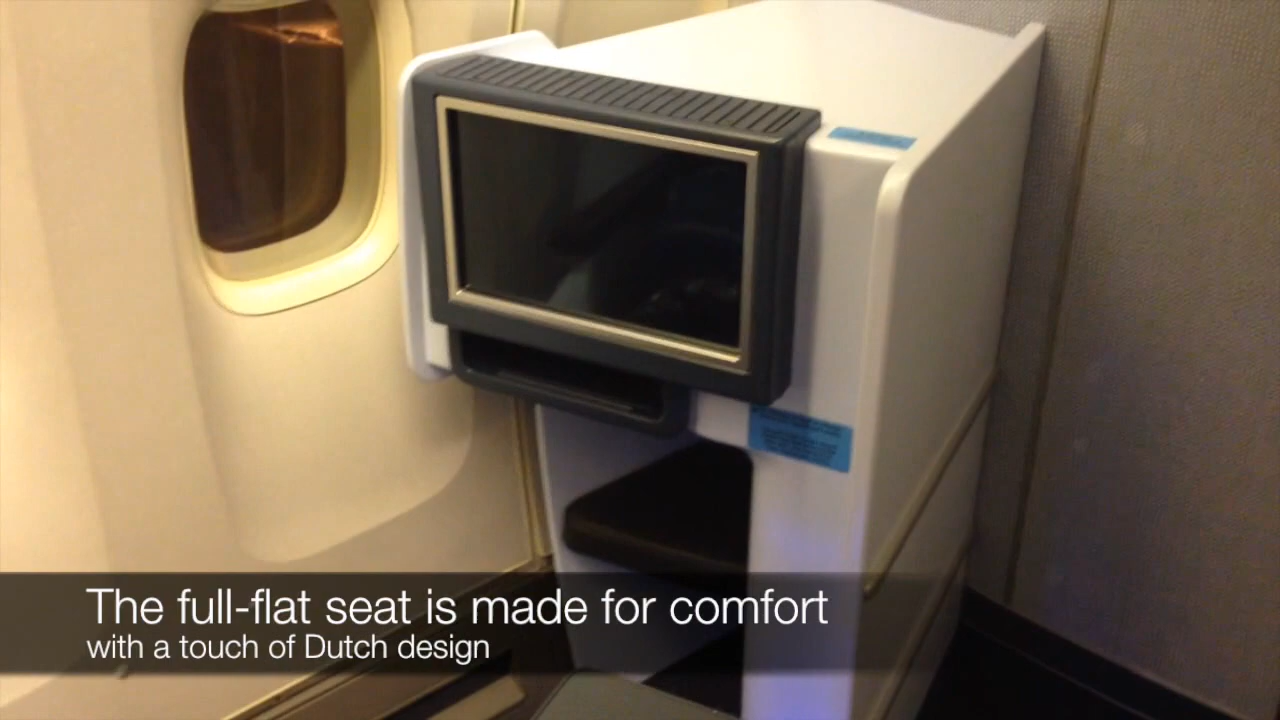 The full-flat seat is made for comfort
with a touch of Dutch design